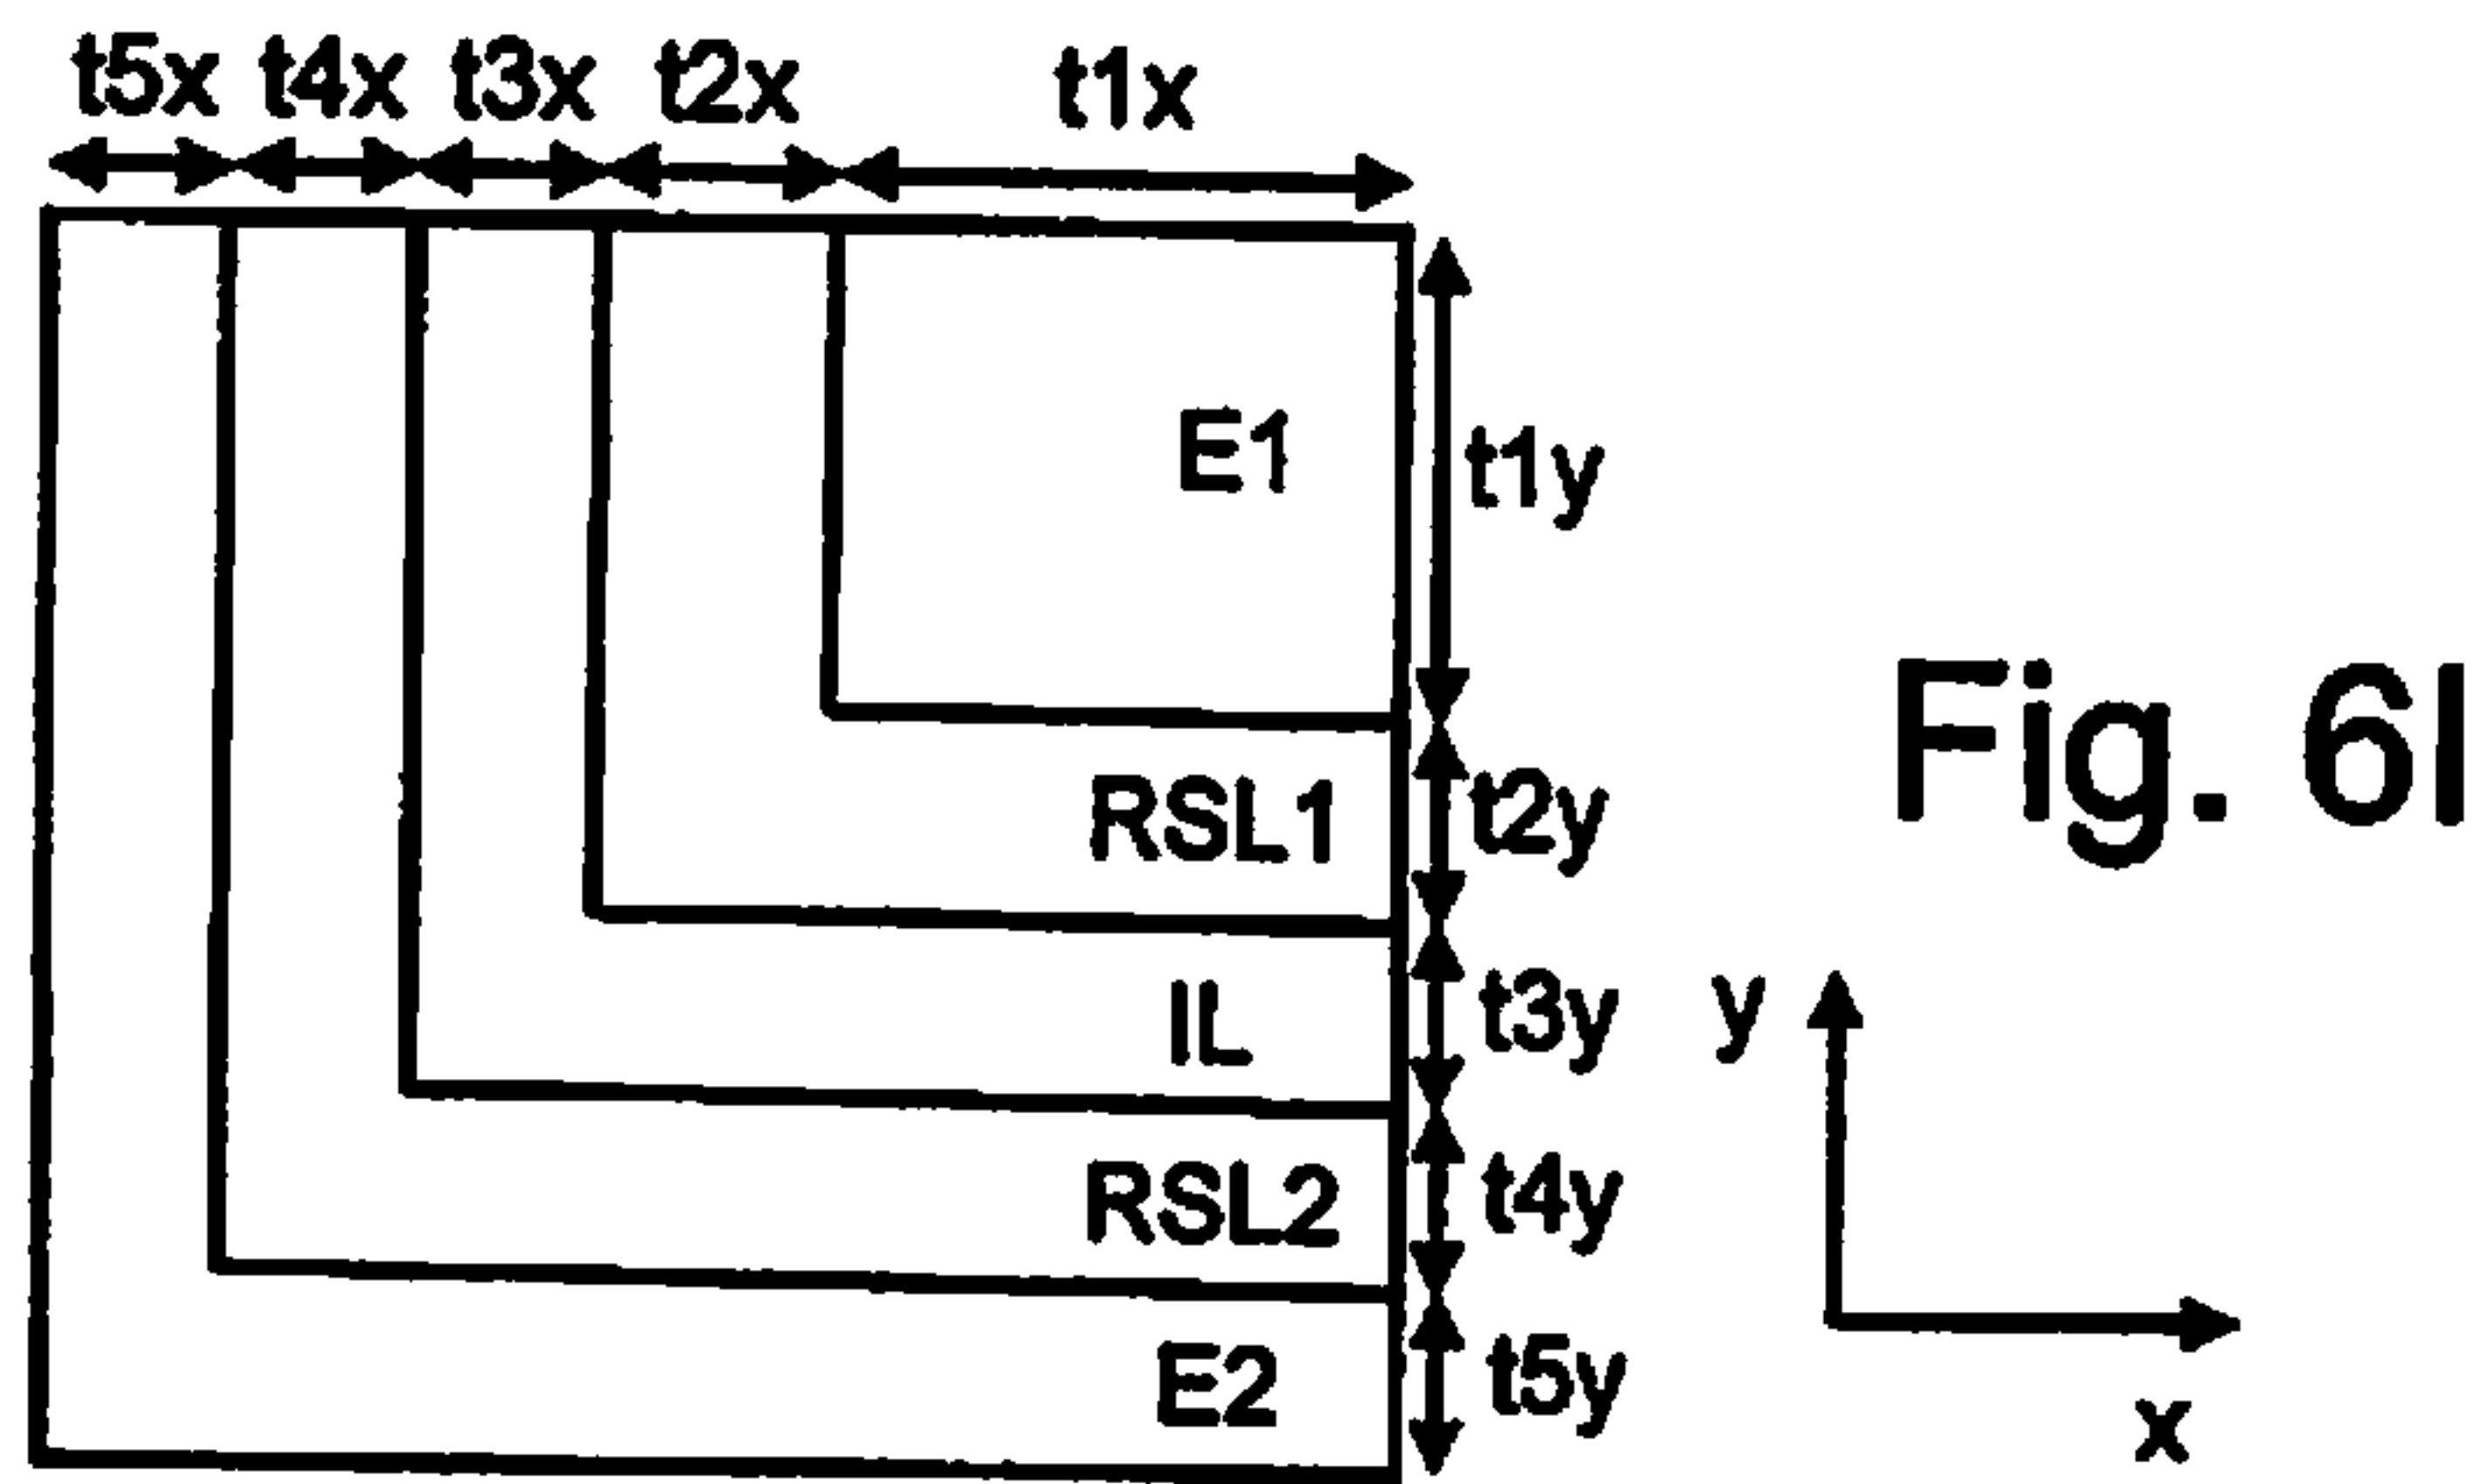 t5x t4x t3x t2x t1x
E1
t1y
RSL1
t2y
Fig. 6I
IL
t3y
y
RSL2
t4y
E2
t5y
x